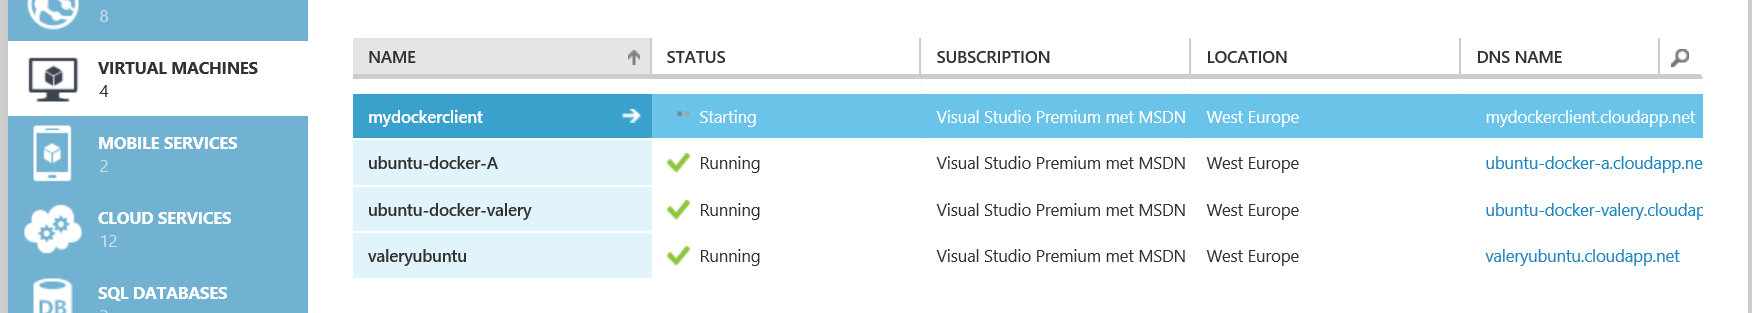 8
VIRTUAL MACHINES
4
MOBILE SERVICES
2
CLOUD SERVICES
12
SQL DATABASES
DB
NAME STATUS SUBSCRIPTION LOCATION DNS NAME
mydockerclient Starting Visual Studio Premium met MSDN West Europe mydockerclient.cloudapp.net
ubuntu-docker-A Running Visual Studio Premium met MSDN West Europe ubuntu-docker-a.cloudapp.ne
ubuntu-docker-valery Running Visual Studio Premium met MSDN West Europe ubuntu-docker-valery.cloudap
valeryubuntu Running Visual Studio Premium met MSDN West Europe valeryubuntu.cloudapp.net